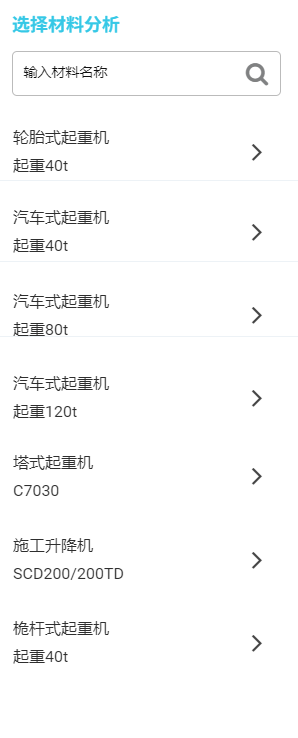 选择材料分析
输入材料名称
轮胎式起重机
起重40t
汽车式起重机
起重40t
汽车式起重机
起重80t
汽车式起重机
起重120t
塔式起重机
C7030
施工升降机
SCD200/200TD
桅杆式起重机
起重40t